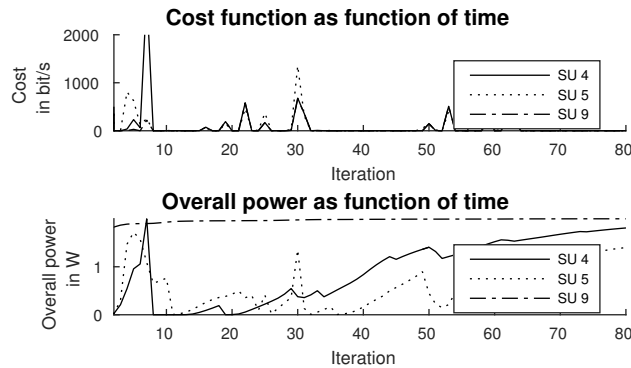 Cost function as function of time
Cost
in bit/s
2000
1000
0
10 20 30 40 50 60 70 80
Iteration
SU 4
SU 5
SU 9
Overall power as function of time
Overall power
in W
1
0
10 20 30 40 50 60 70 80
Iteration
SU 4
SU 5
SU 9